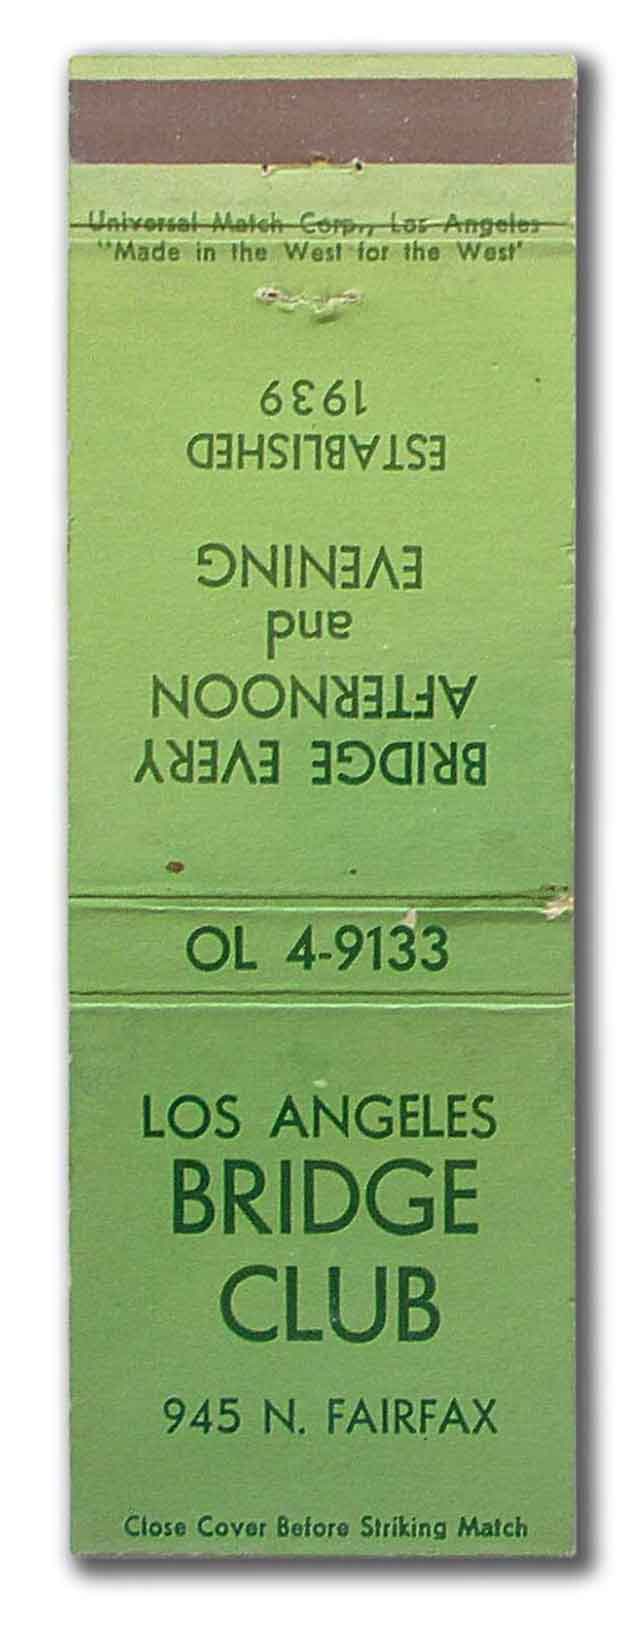 Universal Match Corp., Los Angeles
"Made in the West for the West"
BRIDGE EVERY
AFTERNOON
and
EVENING
ESTABLISHED
1939
OL 4-9133
LOS ANGELES
BRIDGE
CLUB
945 N. FAIRFAX
Close Cover Before Striking Match